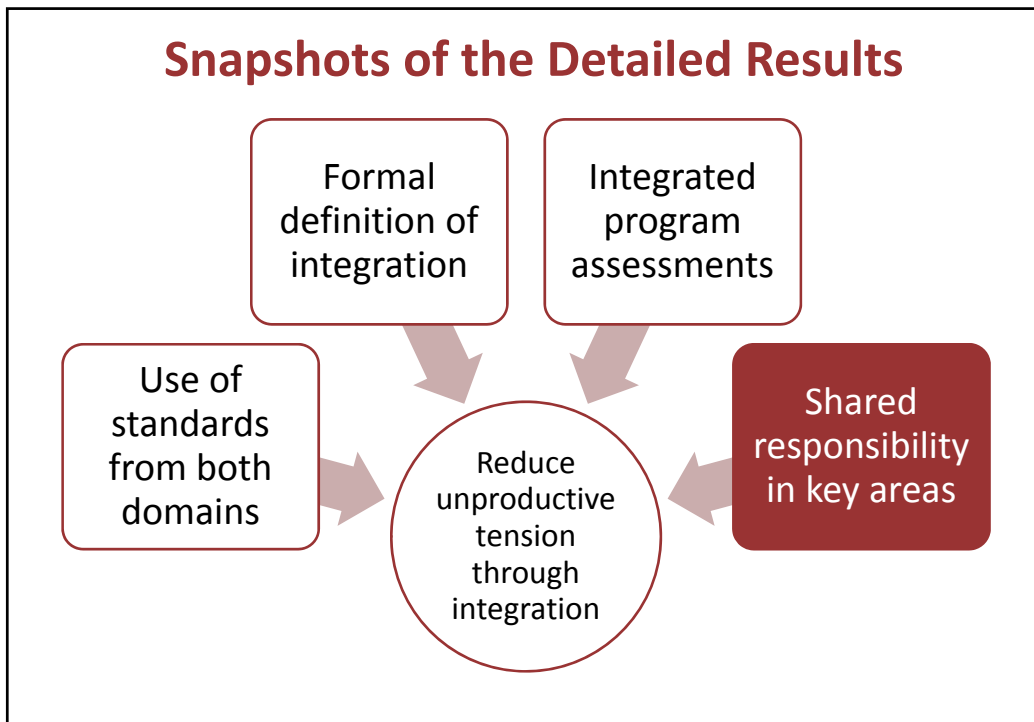 Snapshots of the Detailed Results
Formal
definition of
integration
Integrated
program
assessments
Use of
standards
from both
domains
Shared
responsibility
in key areas
Reduce
unproductive
tension
through
integration